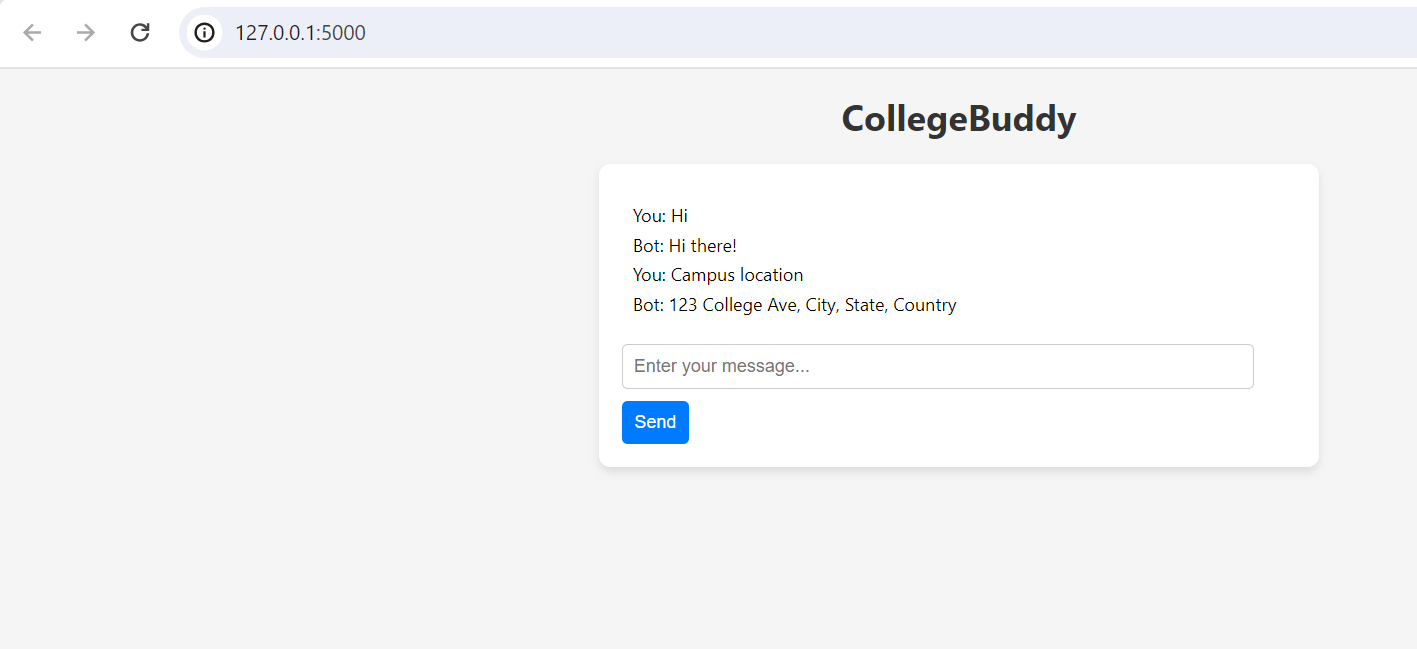 127.0.0.1:5000
CollegeBuddy
You: Hi
Bot: Hi there!
You: Campus location
Bot: 123 College Ave, City, State, Country
Enter your message...
Send